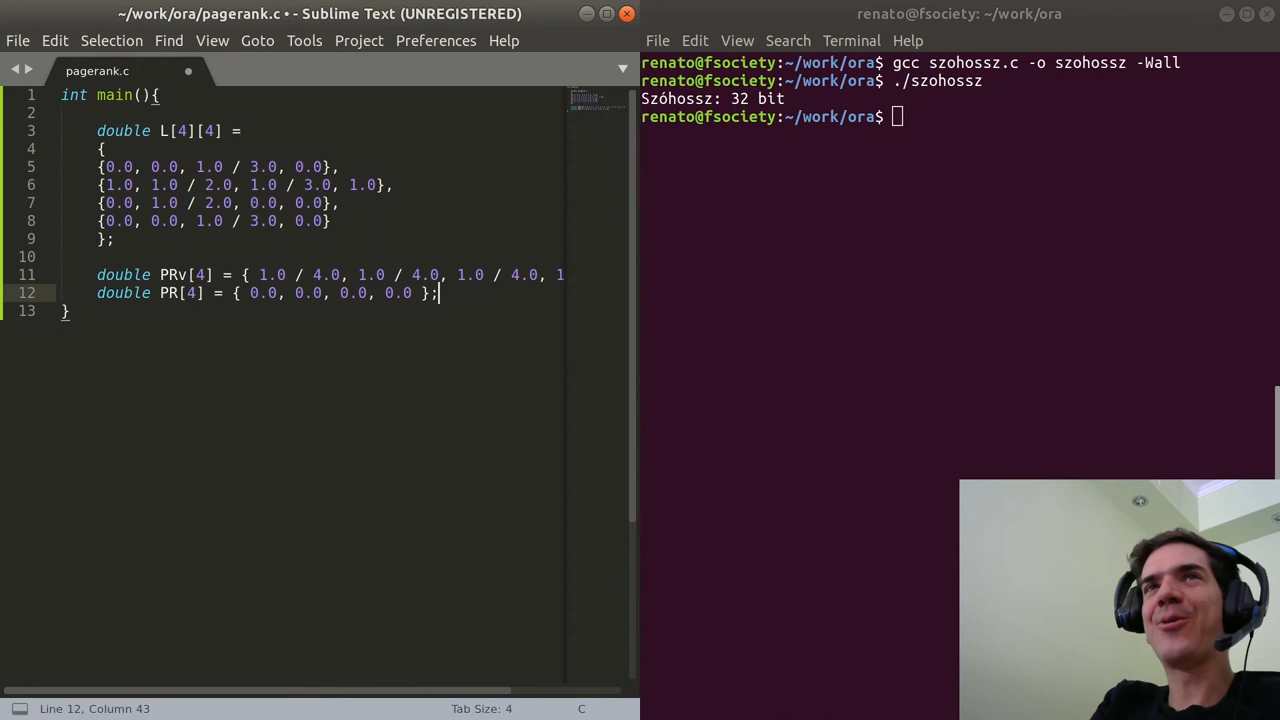 ~/work/ora/pagerank.c • - Sublime Text (UNREGISTERED)
File Edit Selection Find View Goto Tools Project Preferences Help
pagerank.c
1 int main(){
2
3 double L[4][4] =
4 {
5 {0.0, 0.0, 1.0 / 3.0, 0.0},
6 {1.0, 1.0 / 2.0, 1.0 / 3.0, 1.0},
7 {0.0, 1.0 / 2.0, 0.0, 0.0},
8 {0.0, 0.0, 1.0 / 3.0, 0.0}
9 };
10
11 double PRv[4] = { 1.0 / 4.0, 1.0 / 4.0, 1.0 / 4.0, 1
12 double PR[4] = { 0.0, 0.0, 0.0, 0.0 };
13 }
Line 12, Column 43 Tab Size: 4 C
renato@fsociety: ~/work/ora
File Edit View Search Terminal Help
renato@fsociety:~/work/ora$ gcc szohossz.c -o szohossz -Wall
renato@fsociety:~/work/ora$ ./szohossz
Szóhossz: 32 bit
renato@fsociety:~/work/ora$